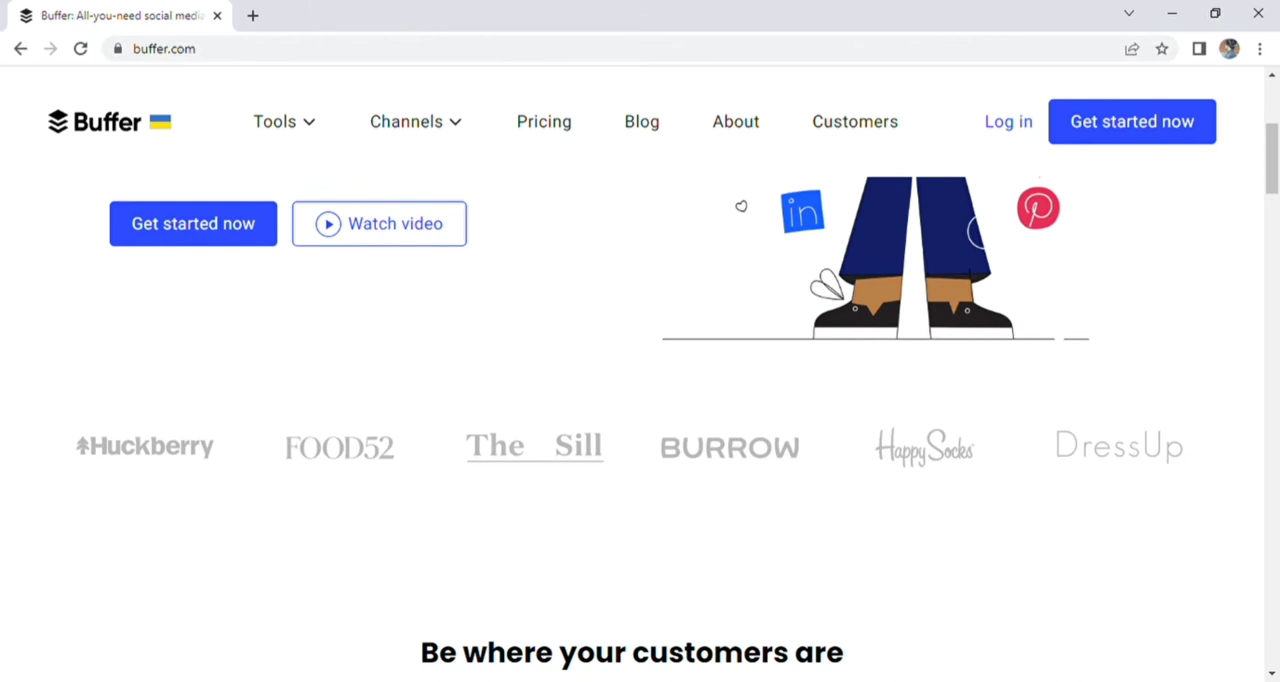 Buffer: All-you-need social media
buffer.com
Buffer Tools Channels Pricing Blog About Customers Log in Get started now
Get started now Watch video
in
Huckberry FOOD52 The Sill BURROW Happy Socks DressUp
Be where your customers are